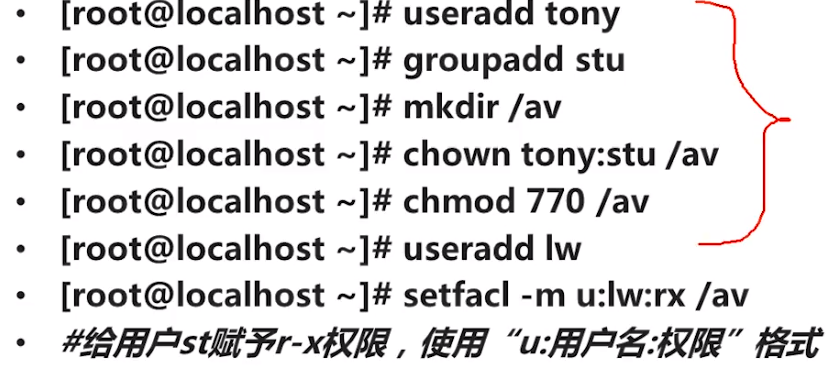 • [root@localhost ~]# useradd tony
• [root@localhost ~]# groupadd stu
• [root@localhost ~]# mkdir /av
• [root@localhost ~]# chown tony:stu /av
• [root@localhost ~]# chmod 770 /av
• [root@localhost ~]# useradd lw
• [root@localhost ~]# setfacl -m u:lw:rx /av
• #给用户st赋予r-x权限，使用“u:用户名:权限”格式